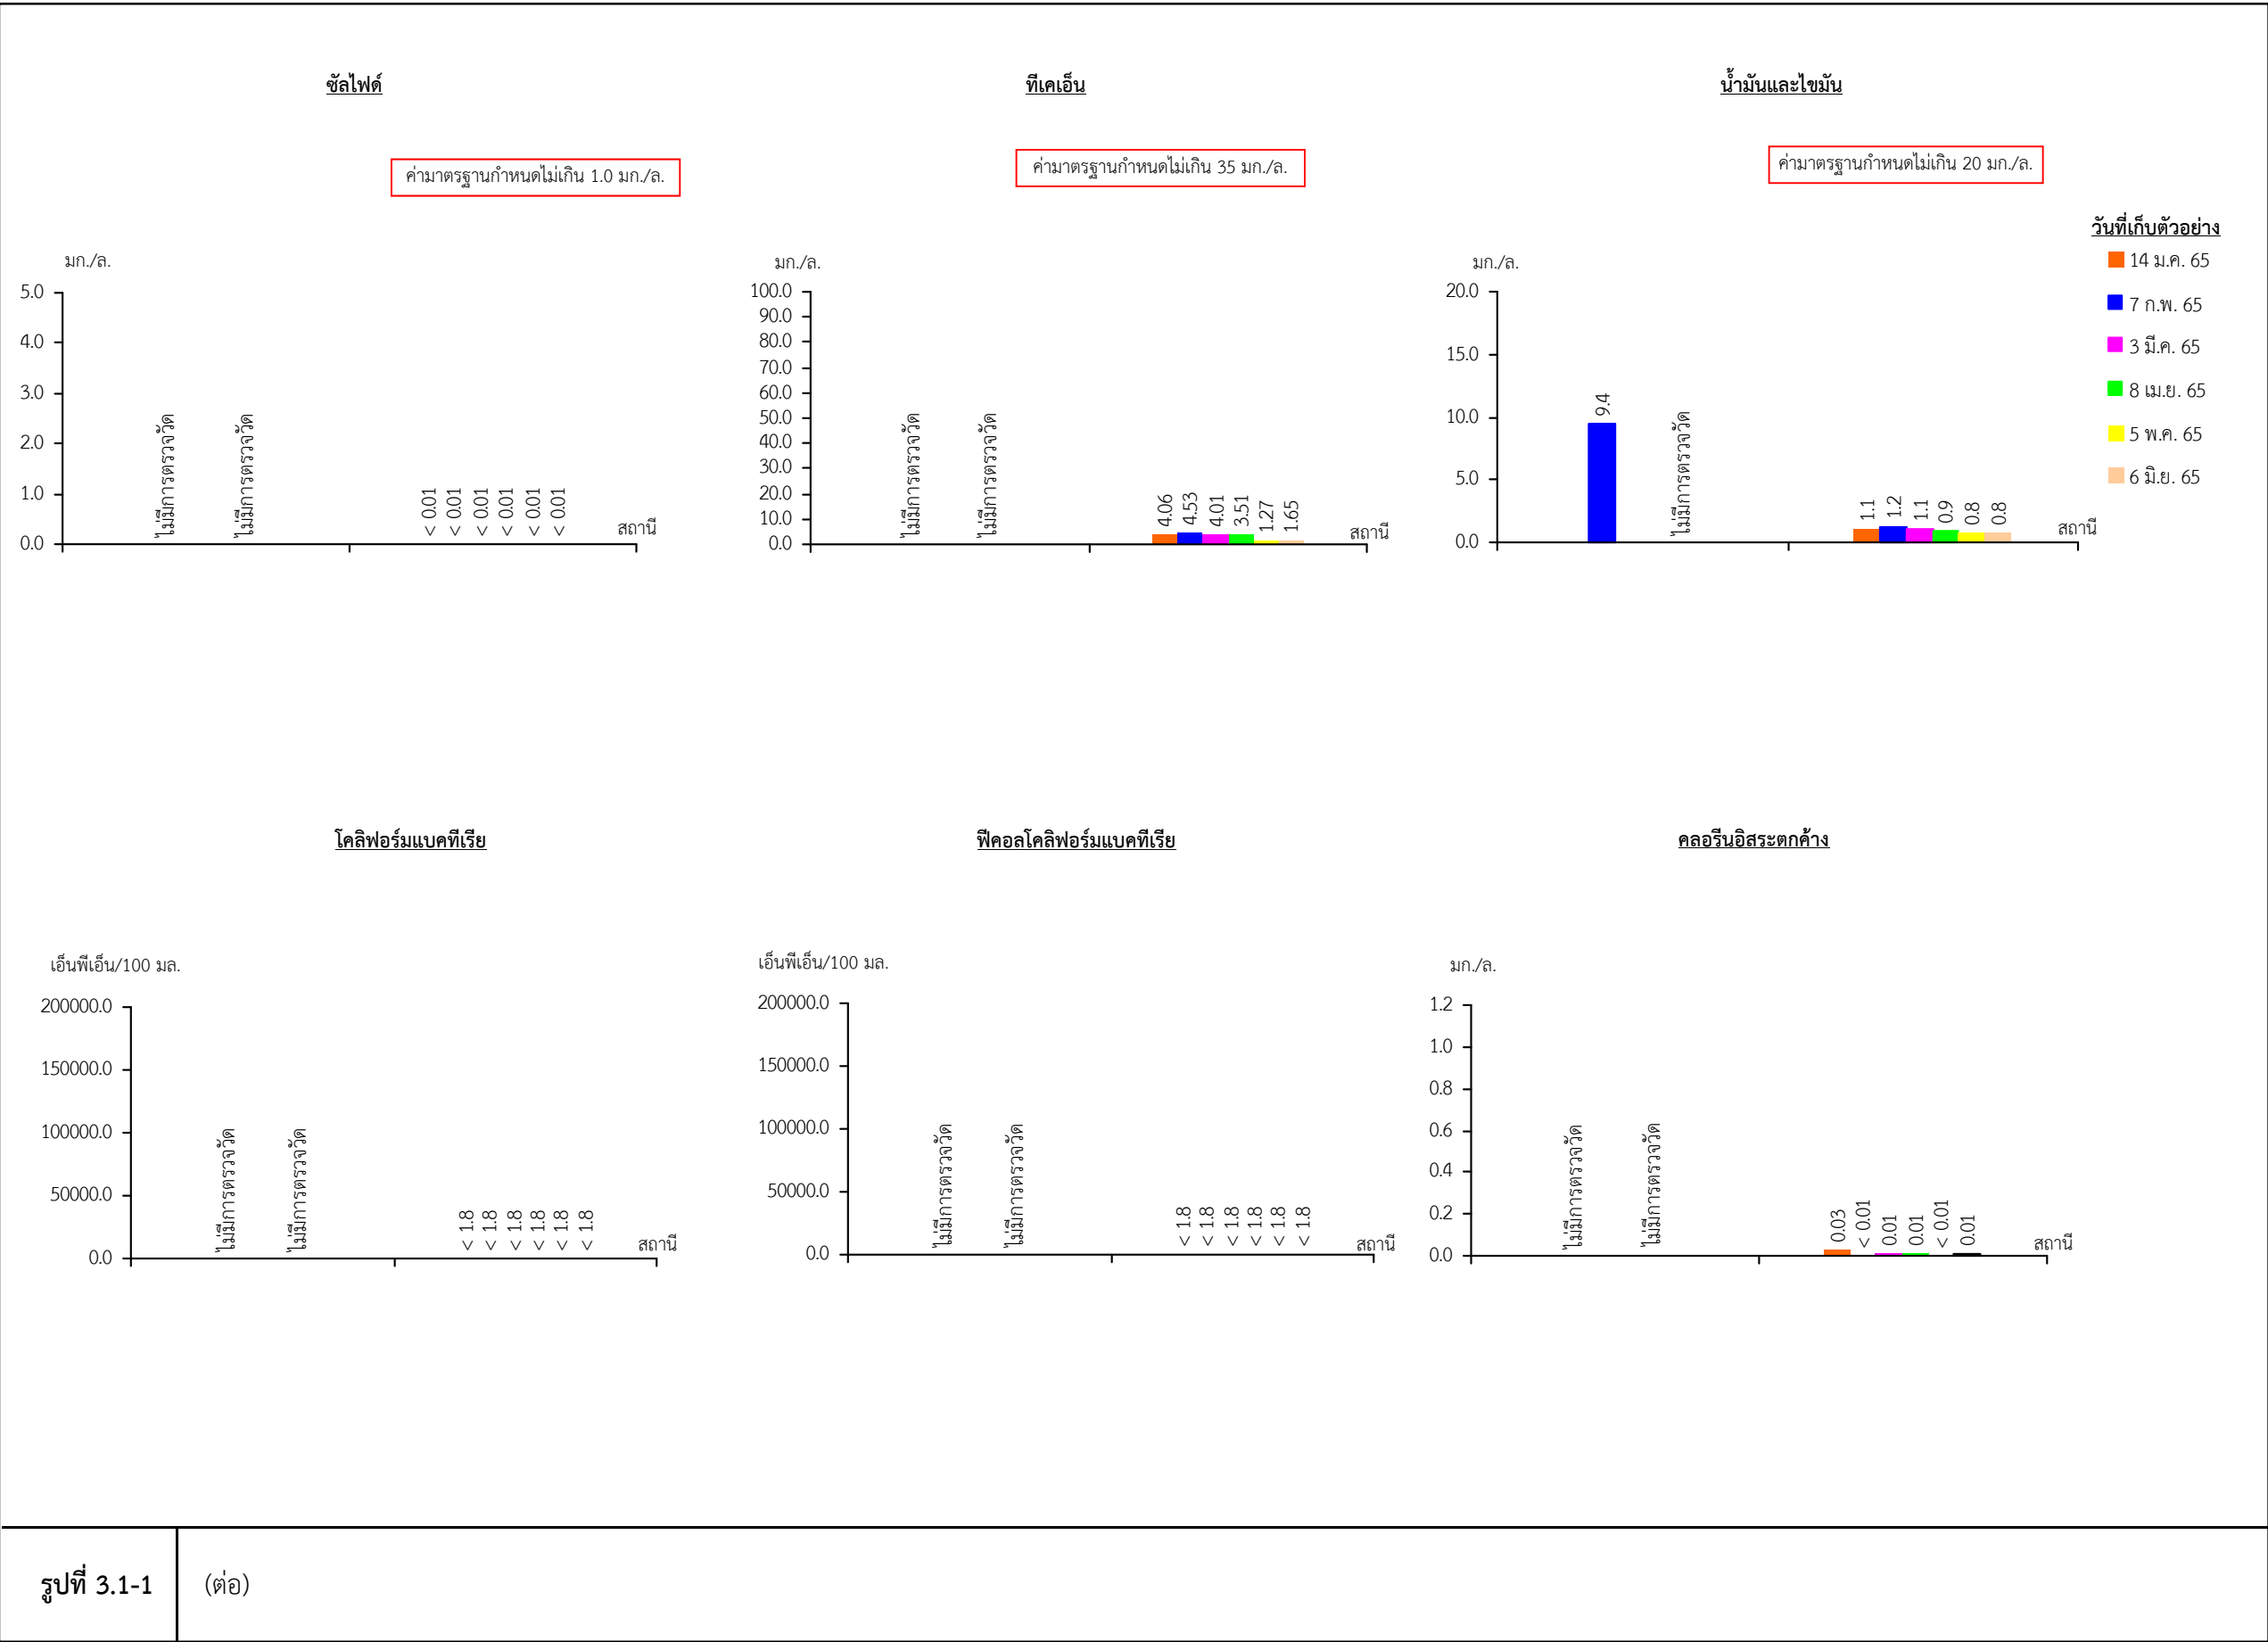 ซัลไฟด์
ค่ามาตรฐานกำหนดไม่เกิน 1.0 มก./ล.
มก./ล.
5.0
4.0
3.0
2.0
1.0
0.0
ไม่มีการตรวจวัด
ไม่มีการตรวจวัด
< 0.01
< 0.01
< 0.01
< 0.01
< 0.01
< 0.01
สถานี
ทีเคเอ็น
ค่ามาตรฐานกำหนดไม่เกิน 35 มก./ล.
มก./ล.
100.0
90.0
80.0
70.0
60.0
50.0
40.0
30.0
20.0
10.0
0.0
ไม่มีการตรวจวัด
ไม่มีการตรวจวัด
4.06
4.53
4.01
3.51
1.27
1.65
สถานี
น้ำมันและไขมัน
ค่ามาตรฐานกำหนดไม่เกิน 20 มก./ล.
มก./ล.
20.0
15.0
10.0
5.0
0.0
9.4
ไม่มีการตรวจวัด
1.1
1.2
1.1
0.9
0.8
0.8
สถานี
วันที่เก็บตัวอย่าง
14 ม.ค. 65
7 ก.พ. 65
3 มี.ค. 65
8 เม.ย. 65
5 พ.ค. 65
6 มิ.ย. 65
โคลิฟอร์มแบคทีเรีย
เอ็นพีเอ็น/100 มล.
200000.0
150000.0
100000.0
50000.0
0.0
ไม่มีการตรวจวัด
ไม่มีการตรวจวัด
< 1.8
< 1.8
< 1.8
< 1.8
< 1.8
< 1.8
สถานี
ฟีคอลโคลิฟอร์มแบคทีเรีย
เอ็นพีเอ็น/100 มล.
200000.0
150000.0
100000.0
50000.0
0.0
ไม่มีการตรวจวัด
ไม่มีการตรวจวัด
< 1.8
< 1.8
< 1.8
< 1.8
< 1.8
< 1.8
สถานี
คลอรีนอิสระตกค้าง
มก./ล.
1.2
1.0
0.8
0.6
0.4
0.2
0.0
ไม่มีการตรวจวัด
ไม่มีการตรวจวัด
0.03
< 0.01
0.01
0.01
< 0.01
0.01
สถานี
รูปที่ 3.1-1
(ต่อ)